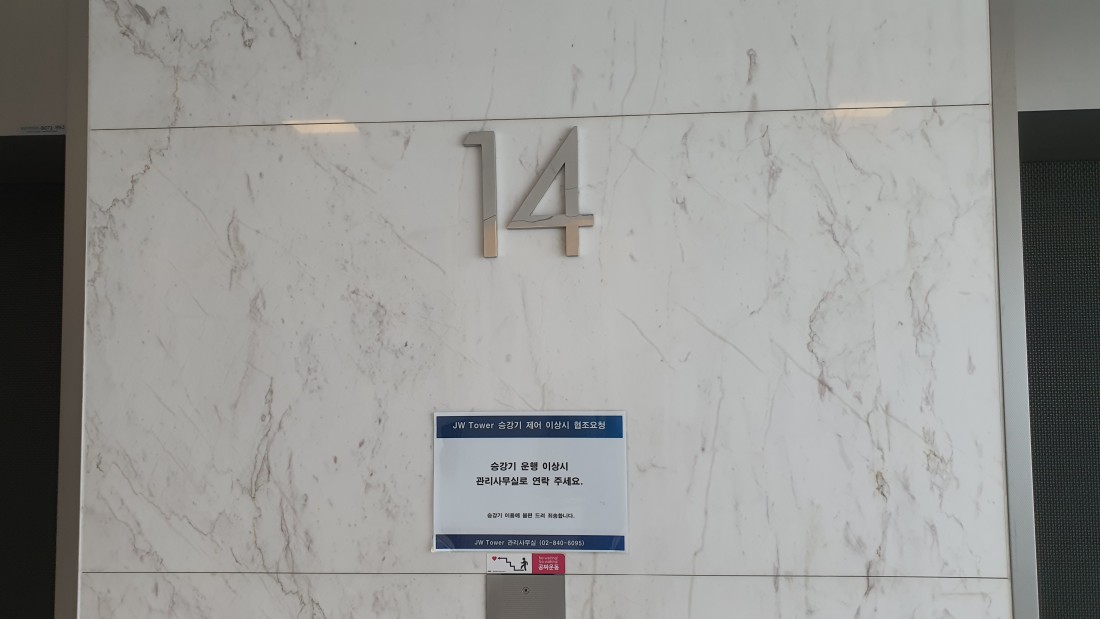 14
JW Tower 승강기 제어 이상시 협조요청
승강기 운행 이상시
관리사무실로 연락 주세요.
승강기 이용에 불편 드려 죄송합니다.
JW Tower 관리사무실 (02-840-6095)